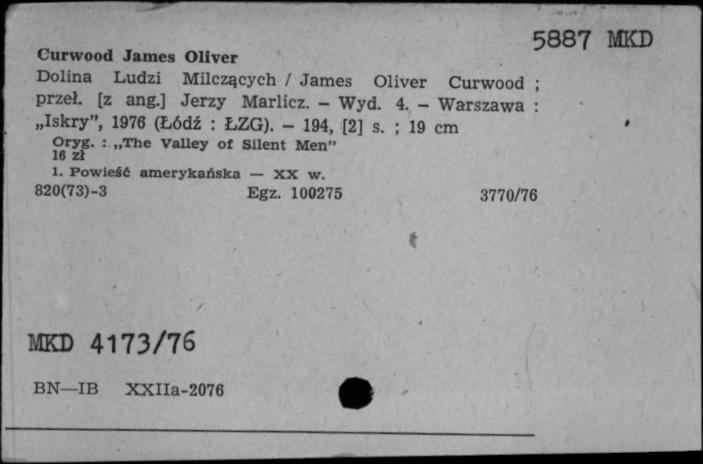 5887 MKD
Curwood James Oliver
Dolina Ludzi Milczących / James Oliver Curwood ;
przeł. [z ang.] Jerzy Marlicz. — Wyd. 4. — Warszawa :
„Iskry”, 1976 (Łódź : ŁZG). — 194, [2] s. ; 19 cm
Oryg. : „The Valley of Silent Men”
16 zł
1. Powieść amerykańska — XX w.
820(73)-3 Egz. 100275 3770/76
MKD 4173/76
BN—IB XXIIa-2076